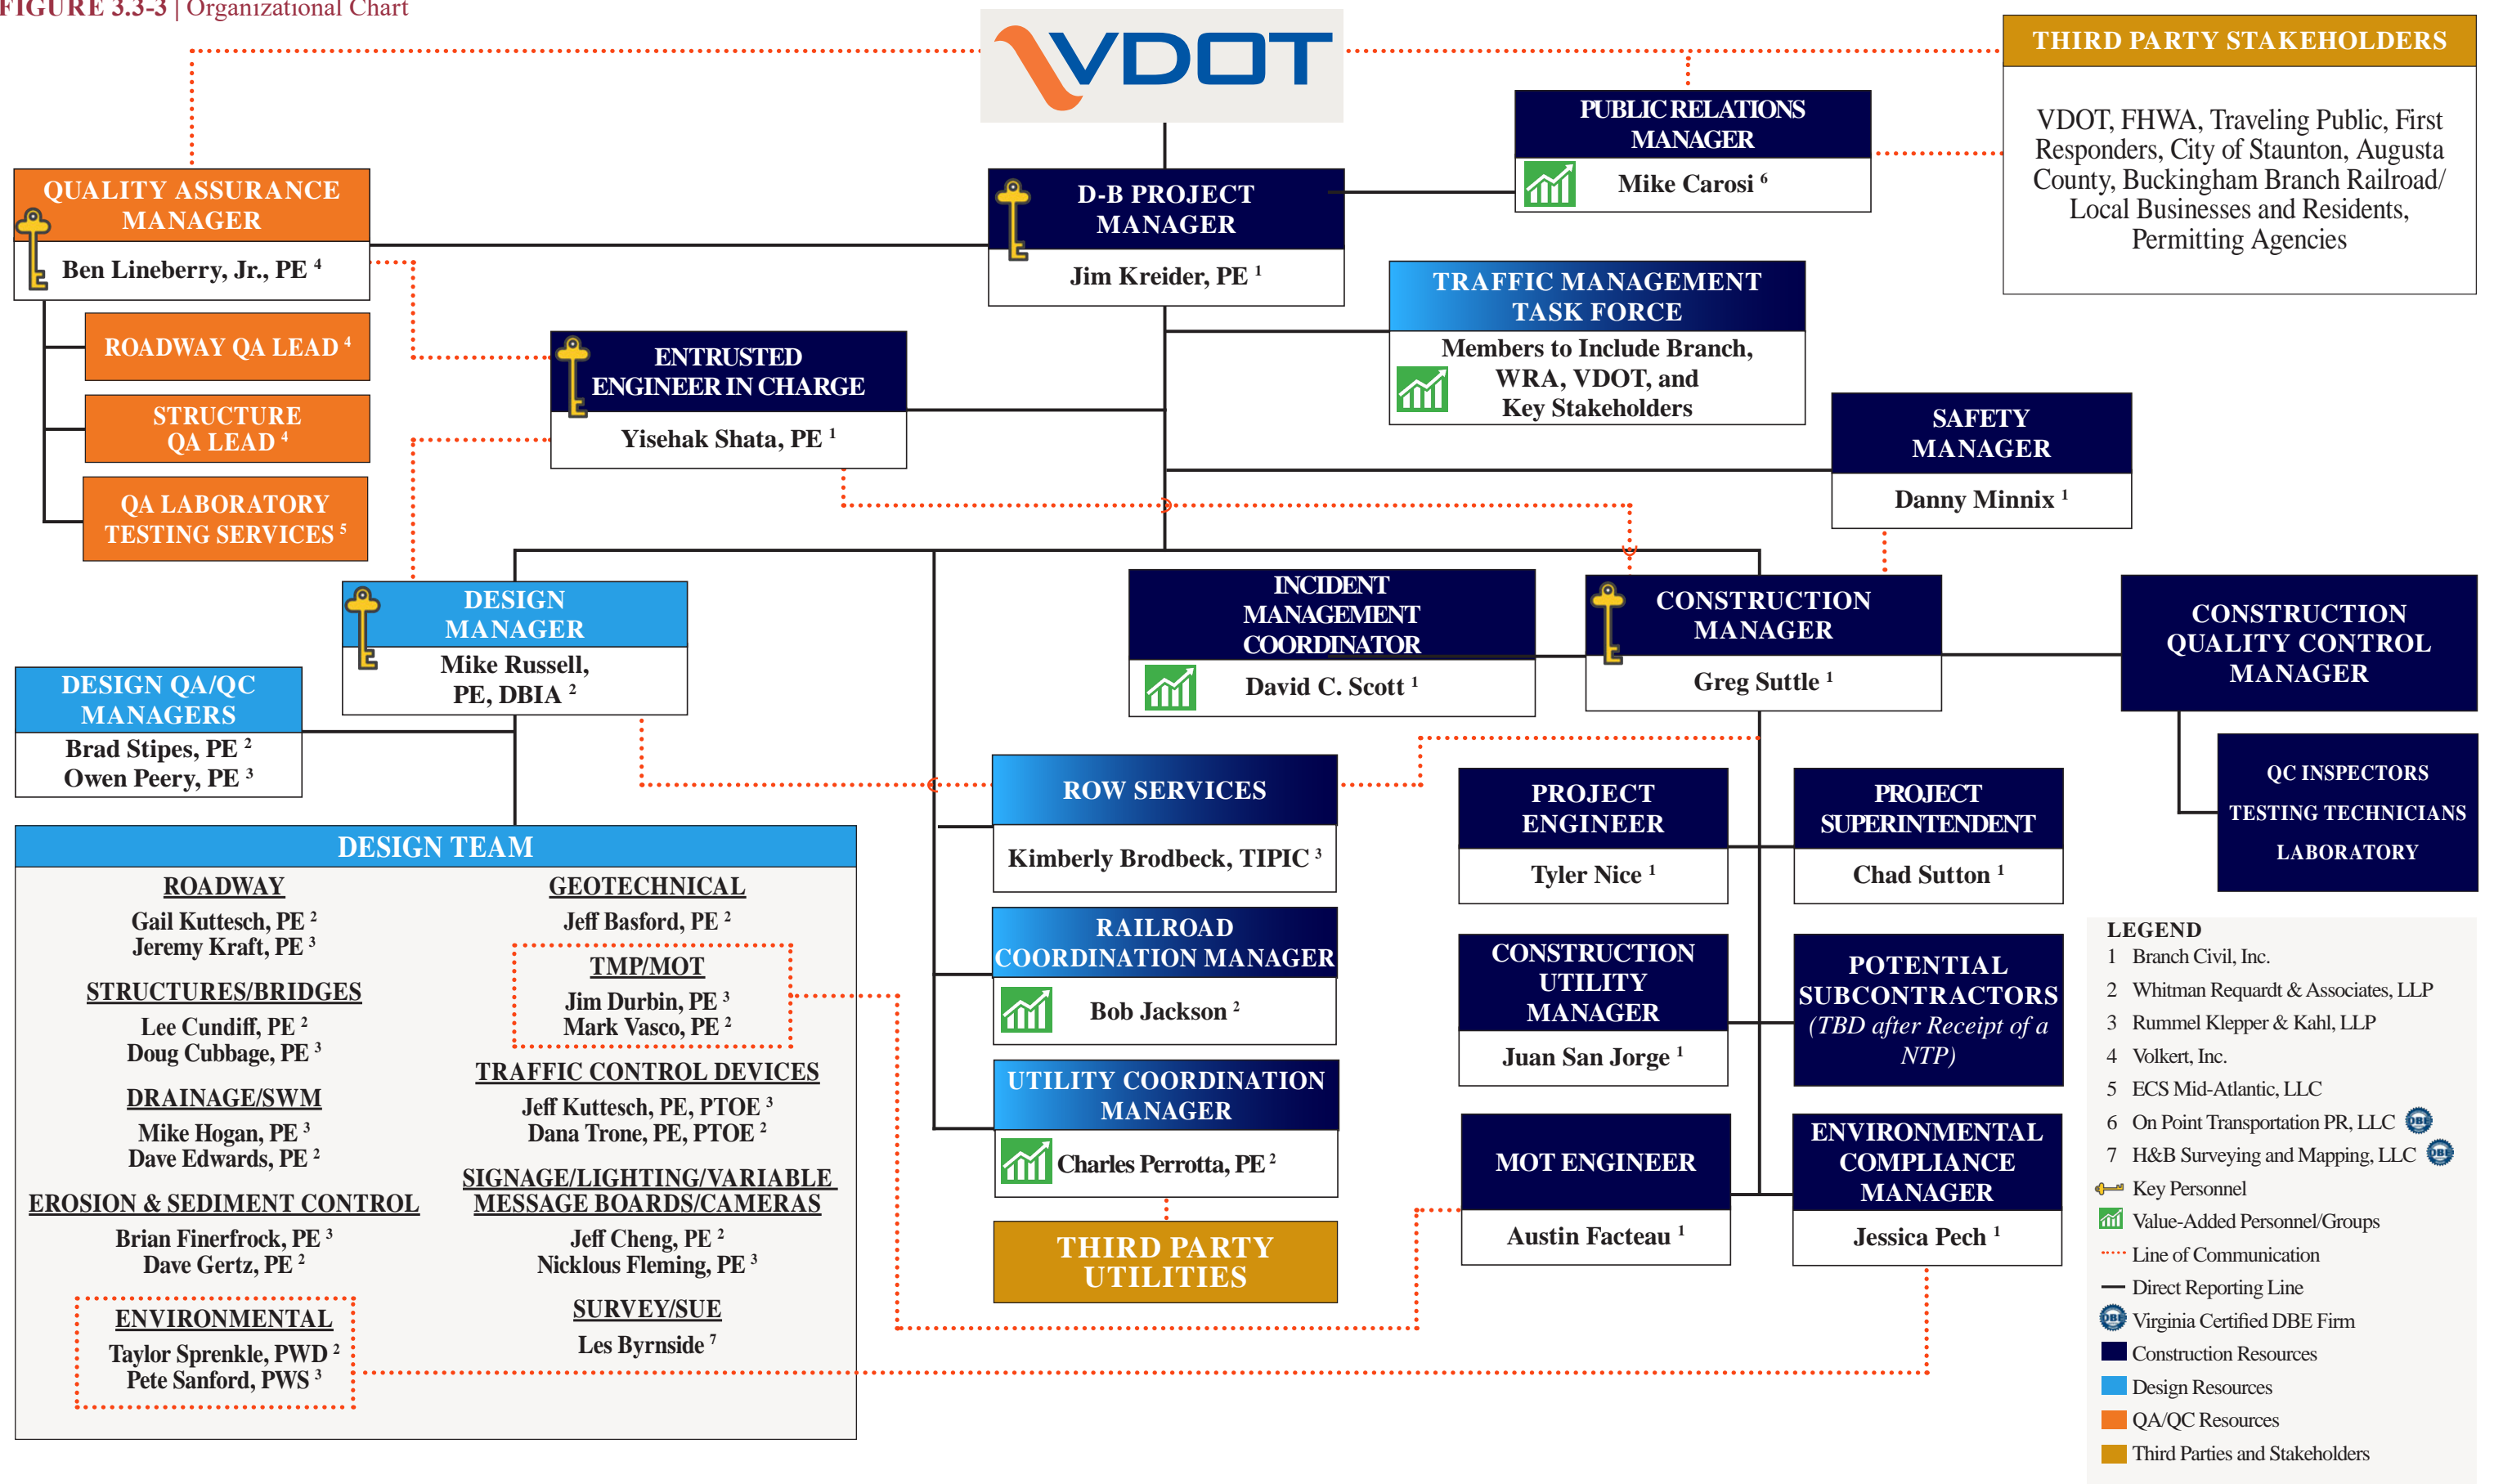 FIGURE 3.3-3 | Organizational Chart
VDOT
THIRD PARTY STAKEHOLDERS
VDOT, FHWA, Traveling Public, First
Responders, City of Staunton, Augusta
County, Buckingham Branch Railroad/
Local Businesses and Residents,
Permitting Agencies
PUBLIC RELATIONS
MANAGER
Mike Carosi 6
QUALITY ASSURANCE
MANAGER
Ben Lineberry, Jr., PE 4
D-B PROJECT
MANAGER
Jim Kreider, PE 1
TRAFFIC MANAGEMENT
TASK FORCE
Members to Include Branch,
WRA, VDOT, and
Key Stakeholders
ROADWAY QA LEAD 4
STRUCTURE
QA LEAD 4
QA LABORATORY
TESTING SERVICES 5
ENTRUSTED
ENGINEER IN CHARGE
Yisehak Shata, PE 1
SAFETY
MANAGER
Danny Minnix 1
DESIGN
MANAGER
Mike Russell,
PE, DBIA 2
INCIDENT
MANAGEMENT
COORDINATOR
David C. Scott 1
CONSTRUCTION
MANAGER
Greg Suttle 1
CONSTRUCTION
QUALITY CONTROL
MANAGER
QC INSPECTORS
TESTING TECHNICIANS
LABORATORY
DESIGN QA/QC
MANAGERS
Brad Stipes, PE 2
Owen Peery, PE 3
ROW SERVICES
Kimberly Brodbeck, TIPIC 3
RAILROAD
COORDINATION MANAGER
Bob Jackson 2
UTILITY COORDINATION
MANAGER
Charles Perrotta, PE 2
THIRD PARTY
UTILITIES
PROJECT
ENGINEER
Tyler Nice 1
PROJECT
SUPERINTENDENT
Chad Sutton 1
CONSTRUCTION
UTILITY
MANAGER
Juan San Jorge 1
POTENTIAL
SUBCONTRACTORS
(TBD after Receipt of a
NTP)
MOT ENGINEER
Austin Facteau 1
ENVIRONMENTAL
COMPLIANCE
MANAGER
Jessica Pech 1
DESIGN TEAM
ROADWAY
Gail Kuttesch, PE 2
Jeremy Kraft, PE 3
STRUCTURES/BRIDGES
Lee Cundiff, PE 2
Doug Cubbage, PE 3
DRAINAGE/SWM
Mike Hogan, PE 3
Dave Edwards, PE 2
EROSION & SEDIMENT CONTROL
Brian Finerfrock, PE 3
Dave Gertz, PE 2
ENVIRONMENTAL
Taylor Sprenkle, PWD 2
Pete Sanford, PWS 3
GEOTECHNICAL
Jeff Basford, PE 2
TMP/MOT
Jim Durbin, PE 3
Mark Vasco, PE 2
TRAFFIC CONTROL DEVICES
Jeff Kuttesch, PE, PTOE 3
Dana Trone, PE, PTOE 2
SIGNAGE/LIGHTING/VARIABLE
MESSAGE BOARDS/CAMERAS
Jeff Cheng, PE 2
Nicklous Fleming, PE 3
SURVEY/SUE
Les Byrnside 7
LEGEND
1 Branch Civil, Inc.
2 Whitman Requardt & Associates, LLP
3 Rummel Klepper & Kahl, LLP
4 Volkert, Inc.
5 ECS Mid-Atlantic, LLC
6 On Point Transportation PR, LLC DBE
7 H&B Surveying and Mapping, LLC DBE
Key Personnel
Value-Added Personnel/Groups
Line of Communication
Direct Reporting Line
DBE Virginia Certified DBE Firm
Construction Resources
Design Resources
QA/QC Resources
Third Parties and Stakeholders